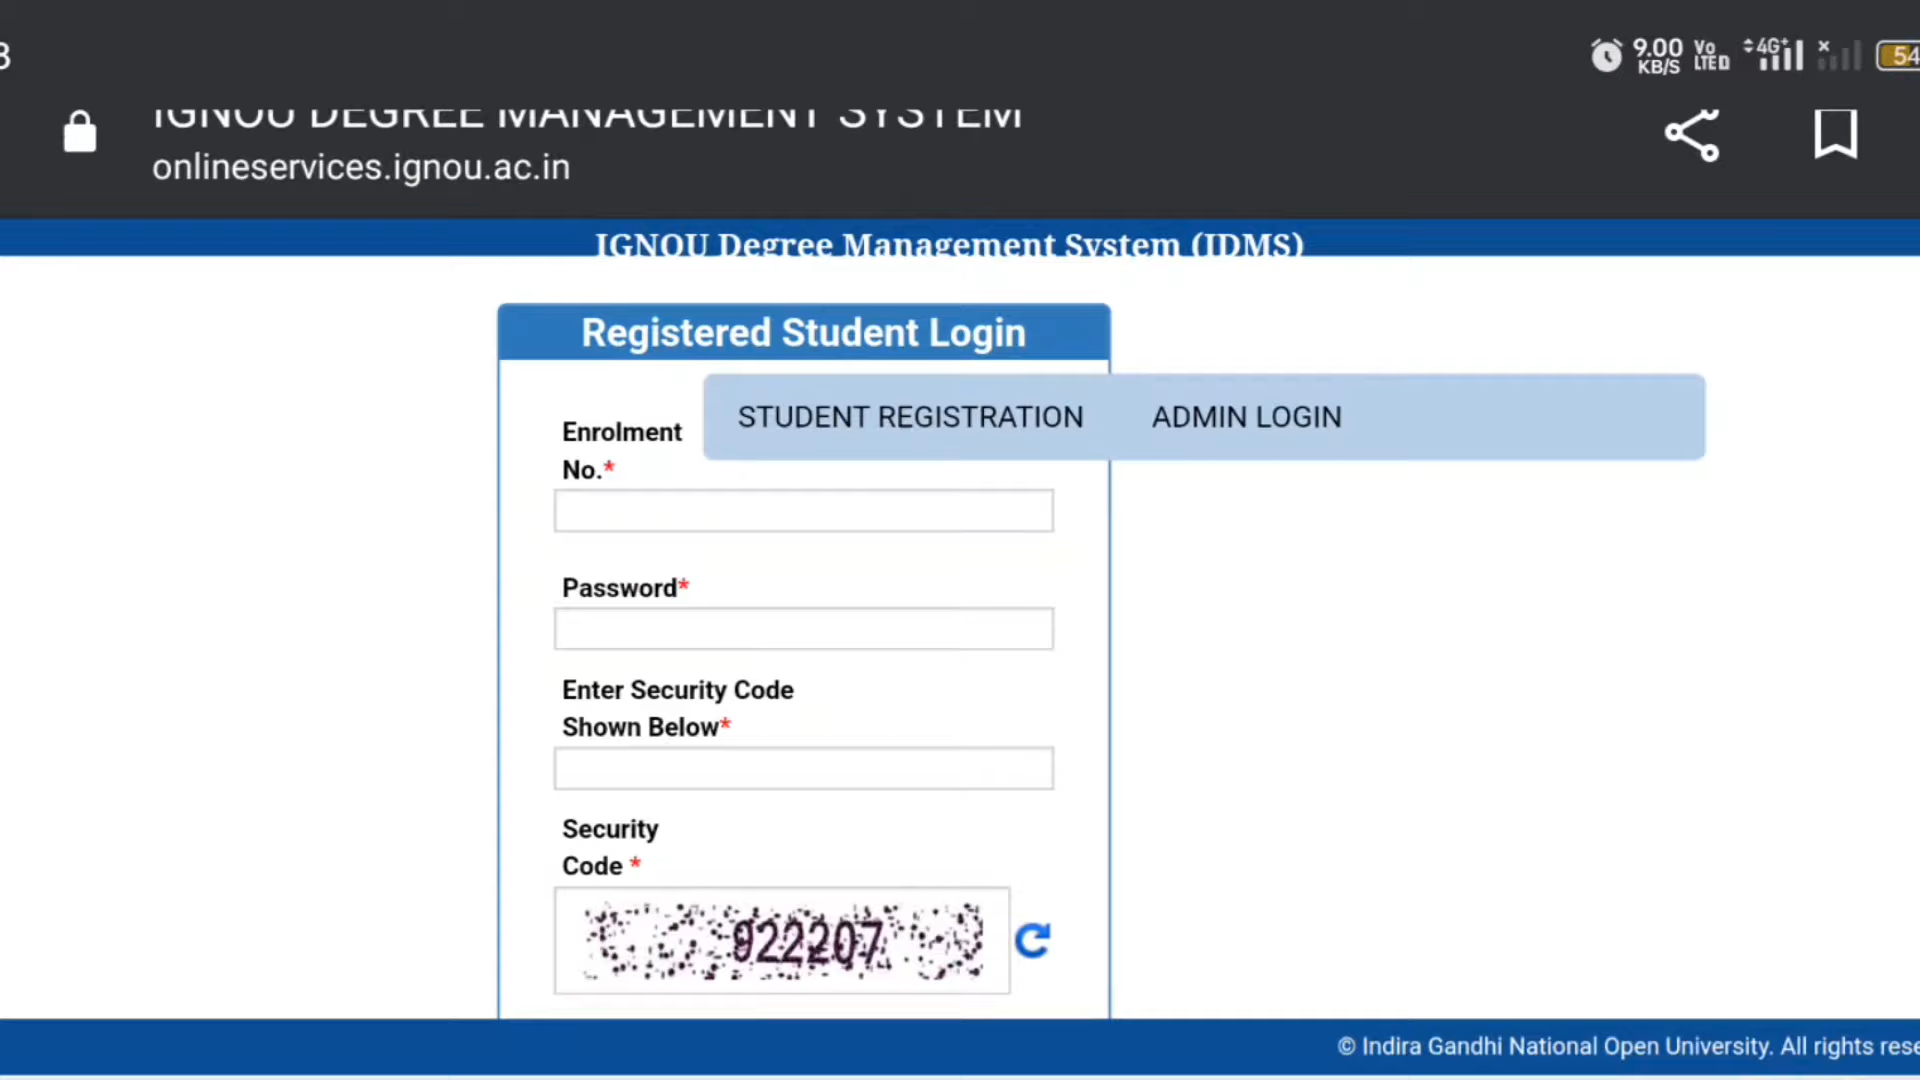 9.00
KB/S
Vo
LTE
4G+
54
IGNOU DEGREE MANAGEMENT SYSTEM
onlineservices.ignou.ac.in
IGNOU Degree Management System (IDMS)
Registered Student Login
STUDENT REGISTRATION ADMIN LOGIN
Enrolment
No.*
Password*
Enter Security Code
Shown Below*
Security
Code *
922207
© Indira Gandhi National Open University. All rights rese